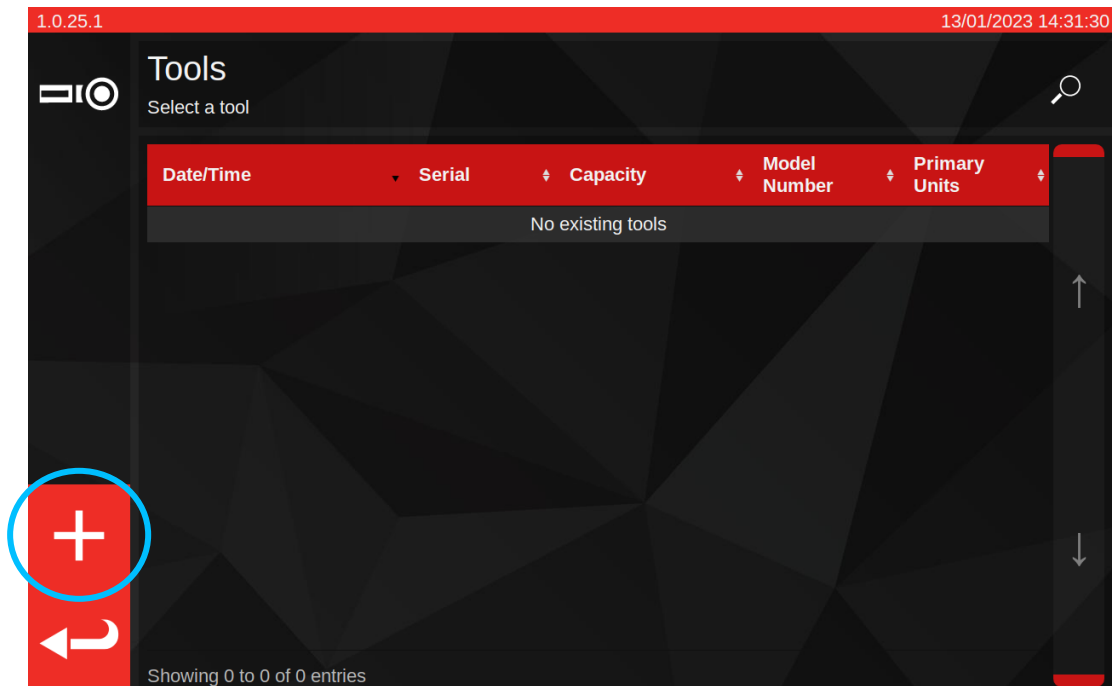 1.0.25.1 13/01/2023 14:31:30
Tools
Select a tool
Date/Time Serial Capacity Model Number Primary Units
No existing tools
Showing 0 to 0 of 0 entries